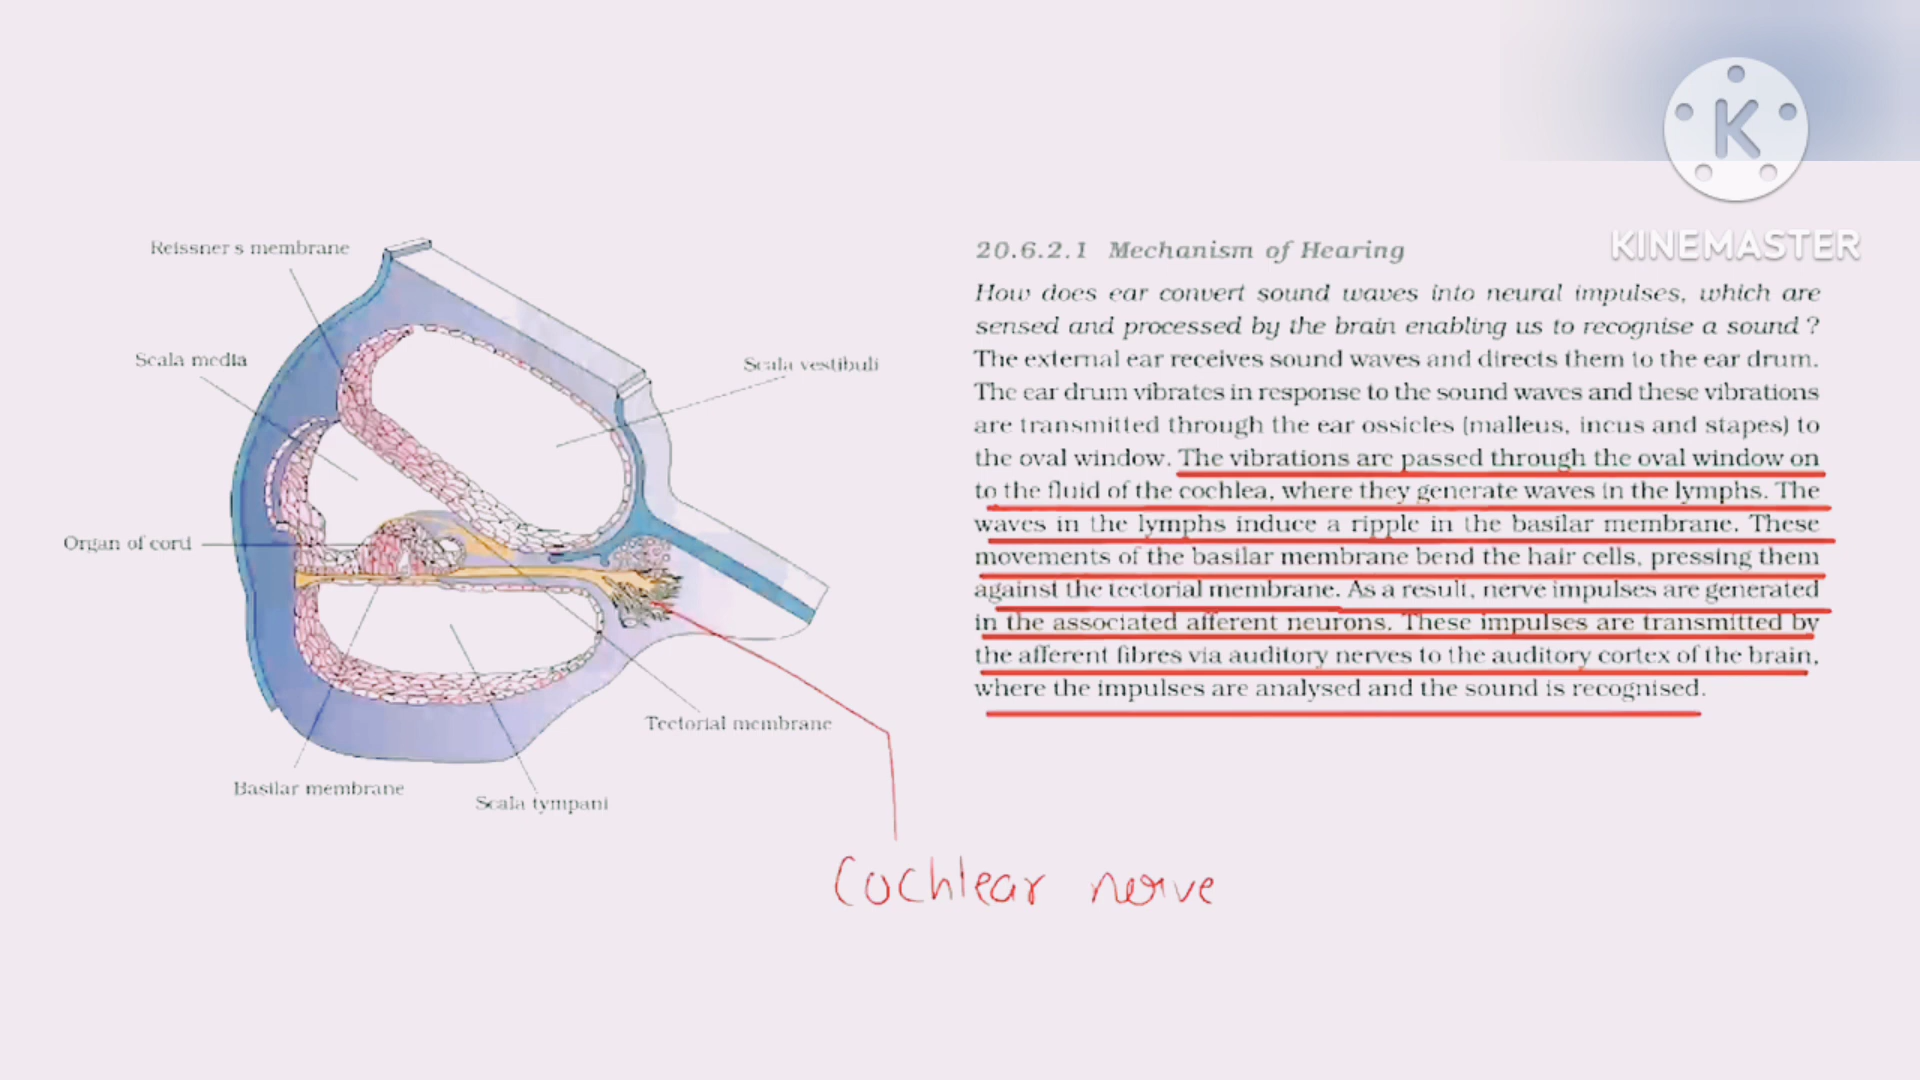 K
KINEMASTER
Reissner s membrane
Scala media
Scala vestibuli
Organ of corti
Tectorial membrane
Basilar membrane
Scala tympani
Cochlear nerve
20.6.2.1 Mechanism of Hearing
How does ear convert sound waves into neural impulses, which are
sensed and processed by the brain enabling us to recognise a sound ?
The external ear receives sound waves and directs them to the ear drum.
The ear drum vibrates in response to the sound waves and these vibrations
are transmitted through the ear ossicles (malleus, incus and stapes) to
the oval window. The vibrations are passed through the oval window on
to the fluid of the cochlea, where they generate waves in the lymphs. The
waves in the lymphs induce a ripple in the basilar membrane. These
movements of the basilar membrane bend the hair cells, pressing them
against the tectorial membrane. As a result, nerve impulses are generated
in the associated afferent neurons. These impulses are transmitted by
the afferent fibres via auditory nerves to the auditory cortex of the brain,
where the impulses are analysed and the sound is recognised.